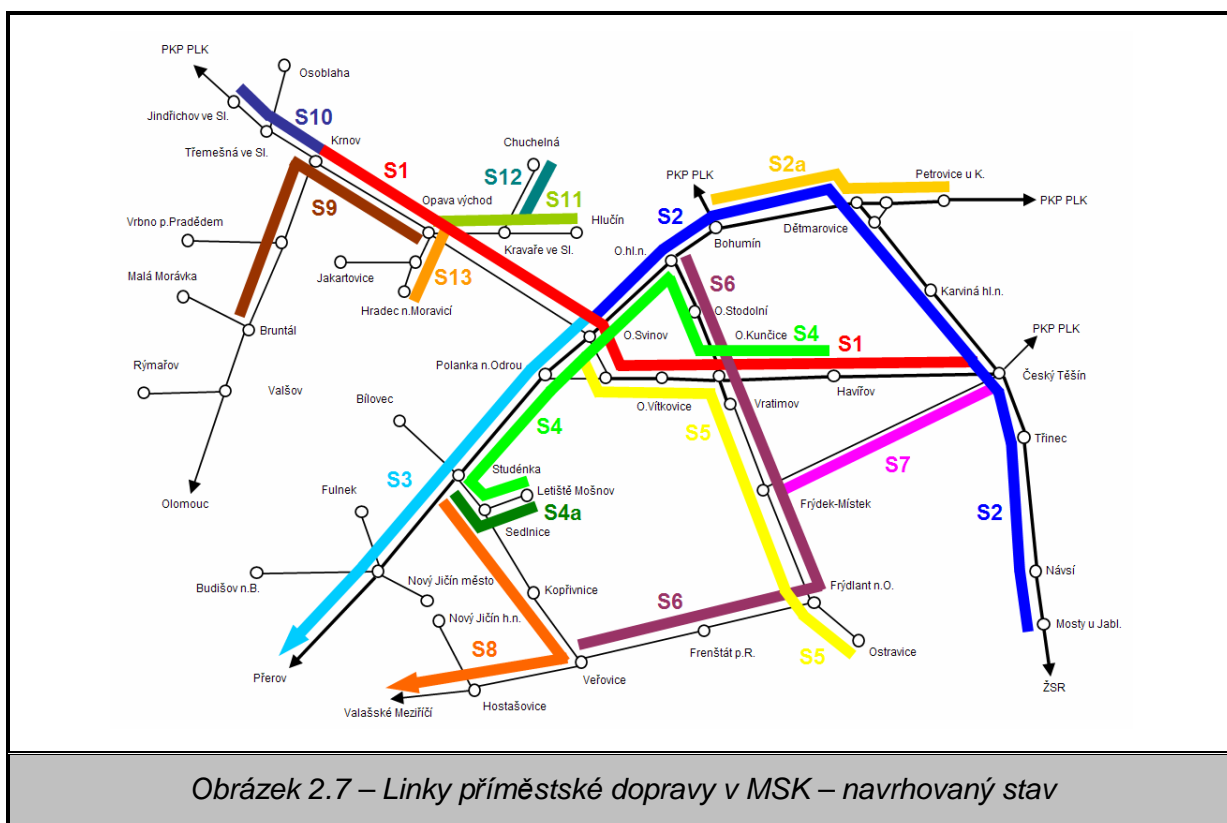 PKP PLK
Osoblaha
Jindřichov ve Sl.
S10
Třemešná ve Sl.
Krnov
S1
Chuchelná
S12
S11
Opava východ
Hlučín
Kravaře ve Sl.
S9
Vrbno p.Pradědem
Jakartovice
S13
Hradec n.Moravicí
Malá Morávka
Bruntál
Rýmařov
Valšov
Olomouc
PKP PLK
S2a
Petrovice u K.
PKP PLK
S2
Bohumín
Dětmarovice
O.hl.n.
S6
O.Stodolní
Karviná hl.n.
O.Svinov
O.Kunčice
S4
S1
PKP PLK
Polanka n.Odrou
Český Těšín
Havířov
O.Vítkovice
Vratimov
Bílovec
S4
S5
Třinec
S7
S3
Studénka
Letiště Mošnov
Frýdek-Místek
S2
Fulnek
S4a
Sedlnice
Budišov n.B.
Nový Jičín město
Kopřivnice
Frýdlant n.O.
Návsí
Nový Jičín h.n.
S6
Mosty u Jabl.
S8
Frenštát p.R.
S5
Ostravice
Přerov
Veřovice
ŽSR
Valašské Meziříčí
Hostašovice
Obrázek 2.7 – Linky příměstské dopravy v MSK – navrhovaný stav